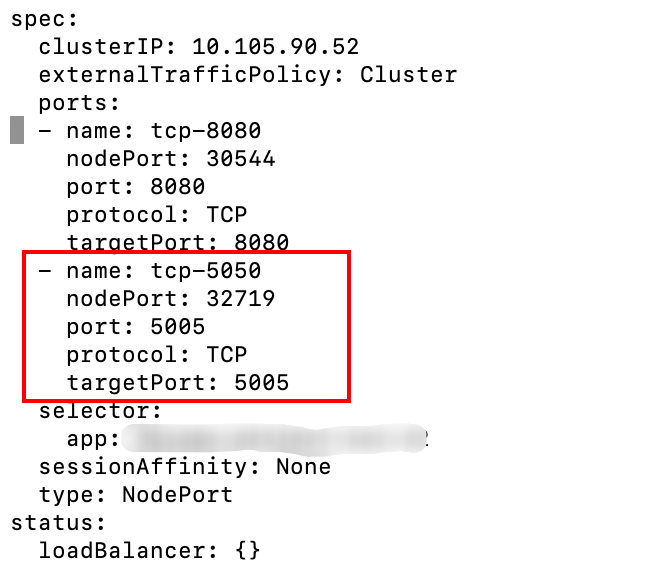 spec:
clusterIP: 10.105.90.52
externalTrafficPolicy: Cluster
ports:
- name: tcp-8080
nodePort: 30544
port: 8080
protocol: TCP
targetPort: 8080
- name: tcp-5050
nodePort: 32719
port: 5005
protocol: TCP
targetPort: 5005
selector:
app:
sessionAffinity: None
type: NodePort
status:
loadBalancer: {}